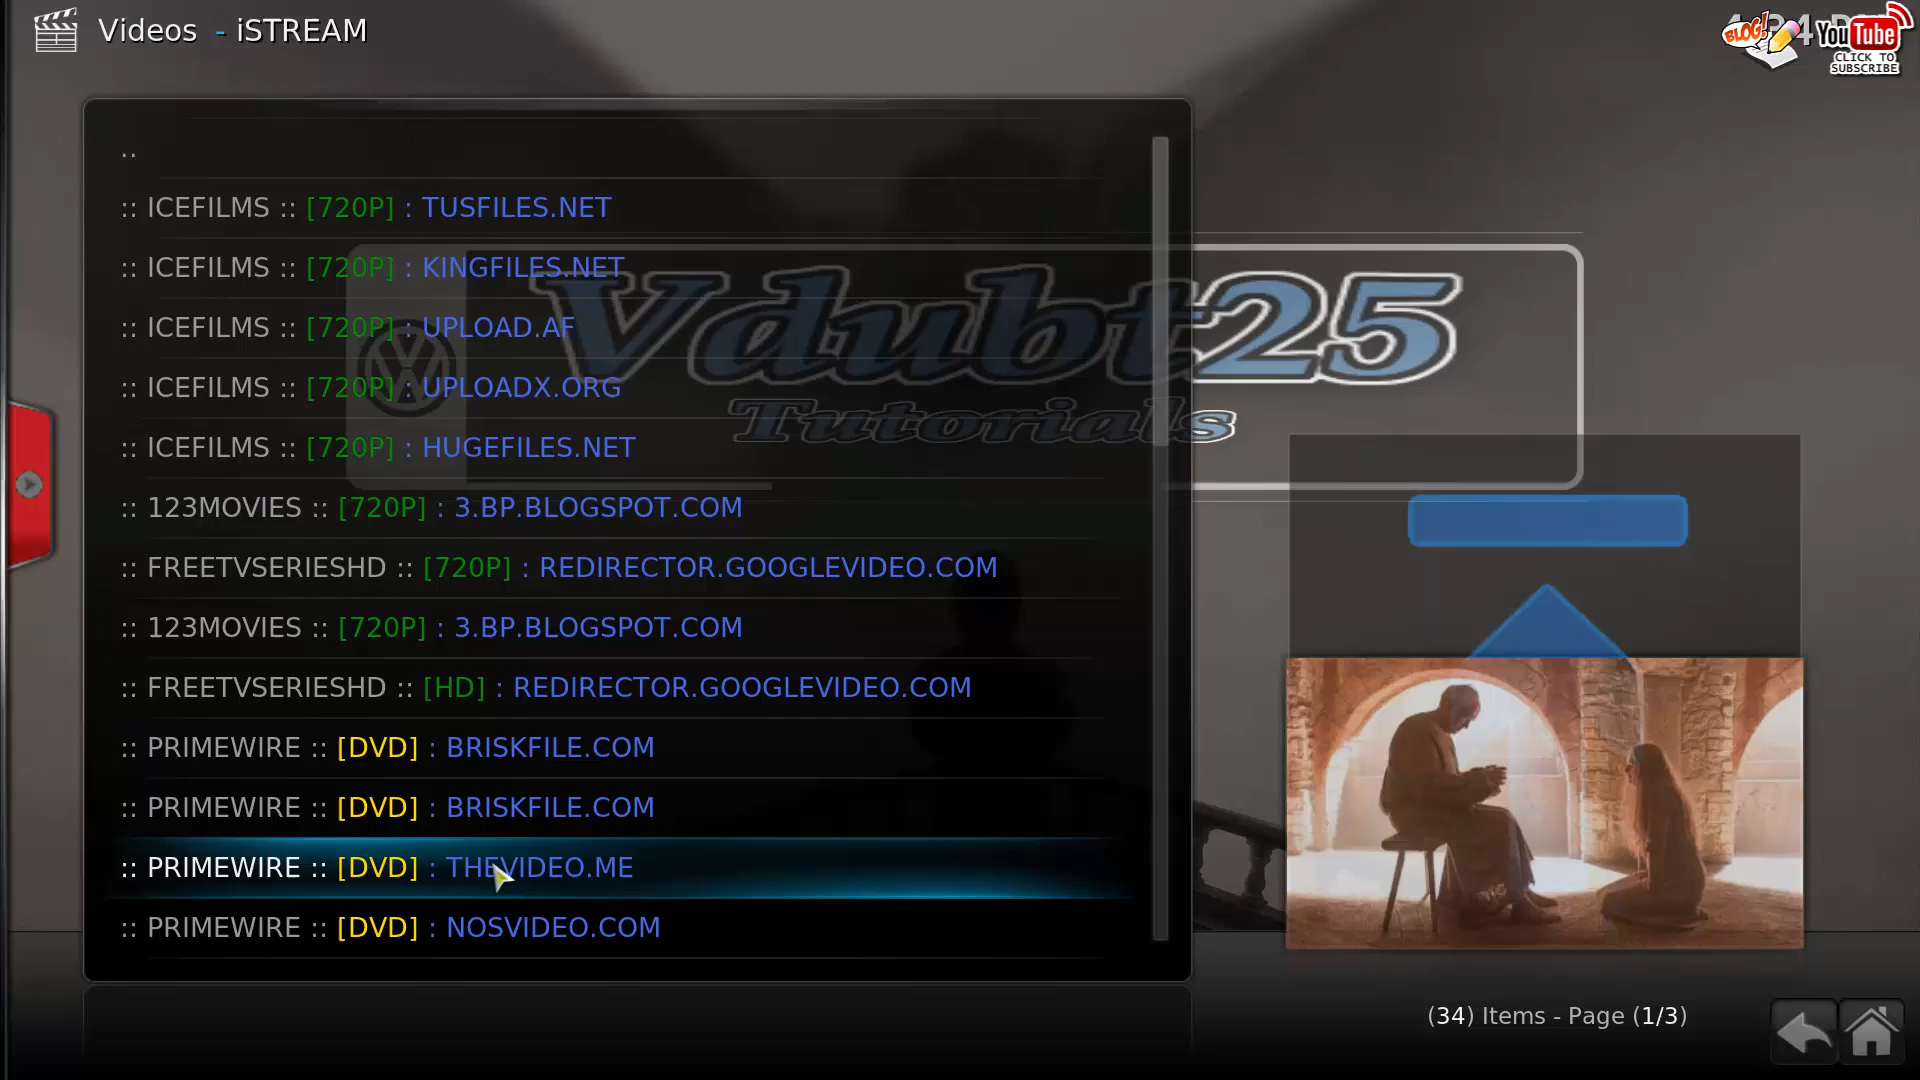 Videos - iSTREAM
BLOG!
YouTube
CLICK TO
SUBSCRIBE
..
:: ICEFILMS :: [720P] : TUSFILES.NET
:: ICEFILMS :: [720P] : KINGFILES.NET
:: ICEFILMS :: [720P] : UPLOAD.AF
:: ICEFILMS :: [720P] : UPLOADX.ORG
:: ICEFILMS :: [720P] : HUGEFILES.NET
:: 123MOVIES :: [720P] : 3.BP.BLOGSPOT.COM
:: FREETVSERIESHD :: [720P] : REDIRECTOR.GOOGLEVIDEO.COM
:: 123MOVIES :: [720P] : 3.BP.BLOGSPOT.COM
:: FREETVSERIESHD :: [HD] : REDIRECTOR.GOOGLEVIDEO.COM
:: PRIMEWIRE :: [DVD] : BRISKFILE.COM
:: PRIMEWIRE :: [DVD] : BRISKFILE.COM
:: PRIMEWIRE :: [DVD] : THEVIDEO.ME
:: PRIMEWIRE :: [DVD] : NOSVIDEO.COM
Vdubt25
Tutorials
(34) Items - Page (1/3)